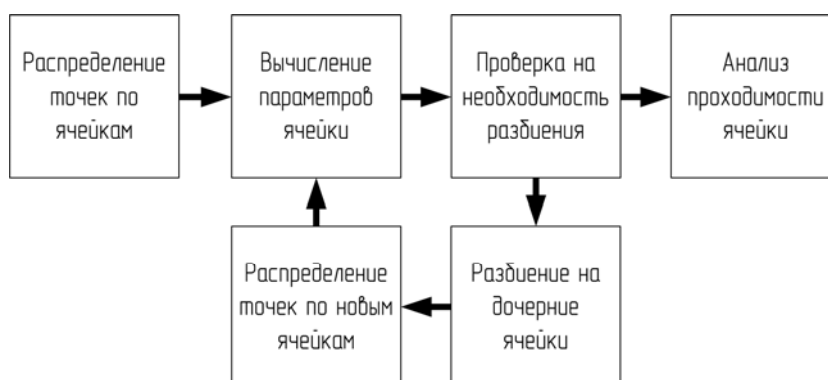 Распределение
точек по
ячейкам
Вычисление
параметров
ячейки
Проверка на
необходимость
разбиения
Анализ
проходимости
ячейки
Распределение
точек по новым
ячейкам
Разбиение на
дочерние
ячейки